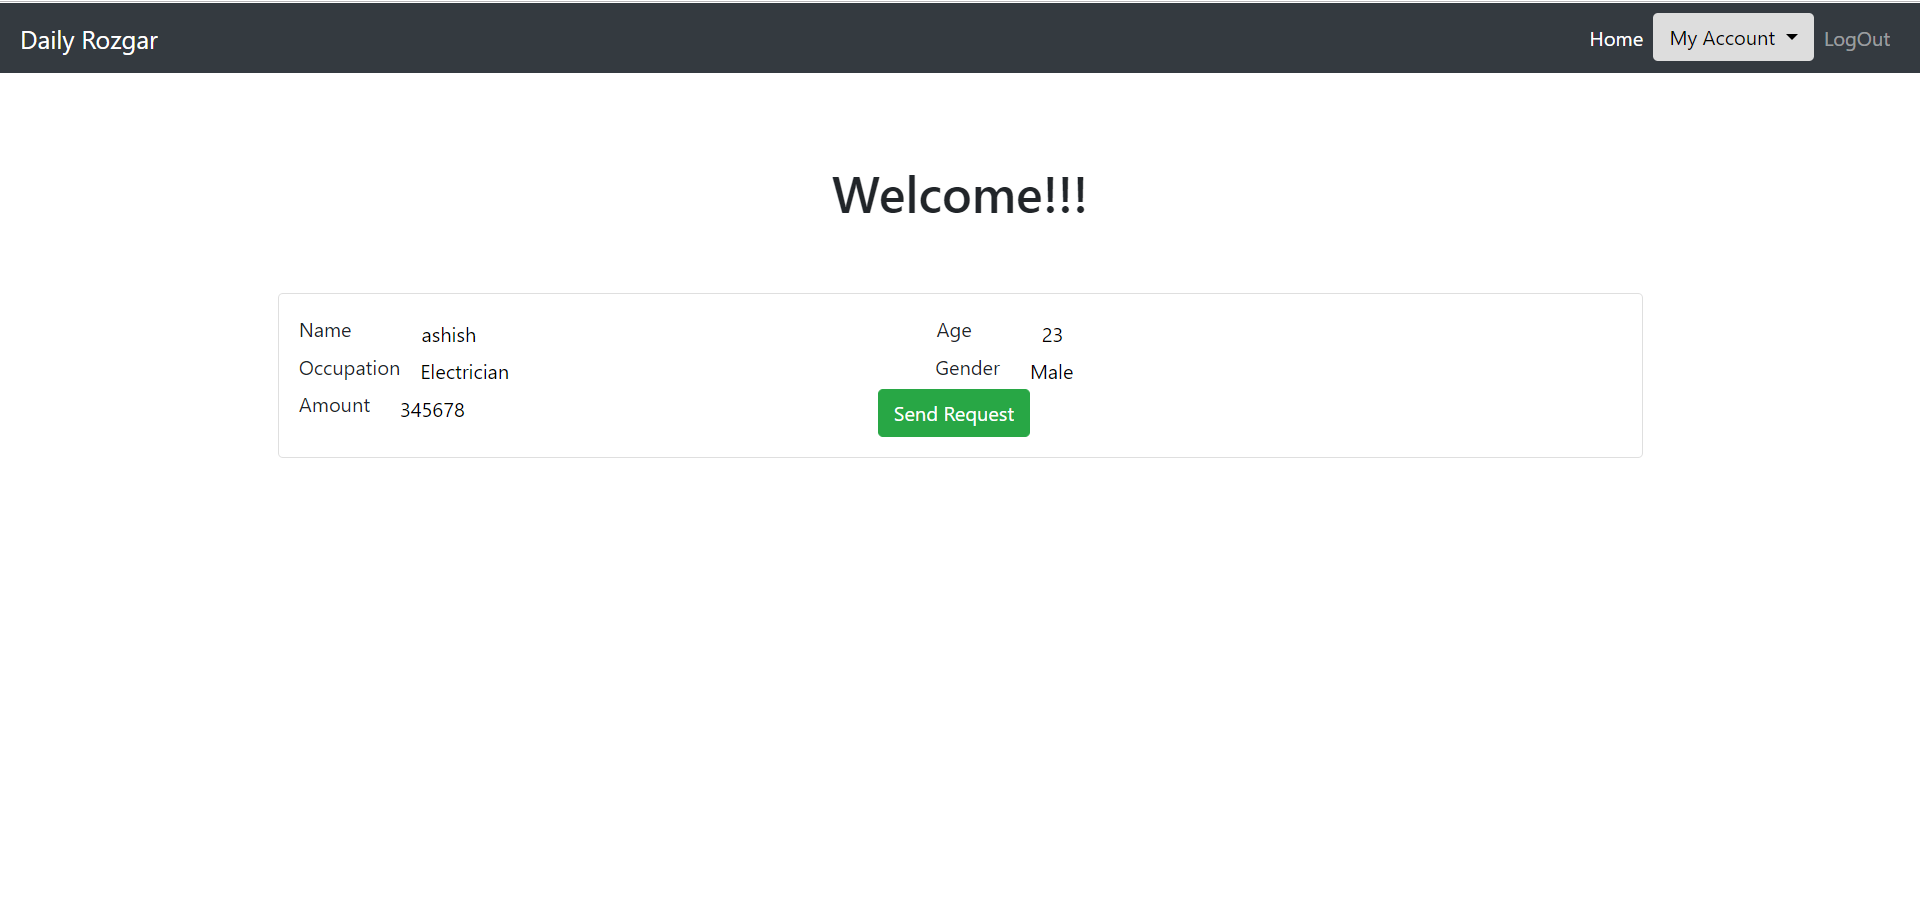 Daily Rozgar Home My Account LogOut
Welcome!!!
Name ashish Age 23
Occupation Electrician Gender Male
Amount 345678 Send Request